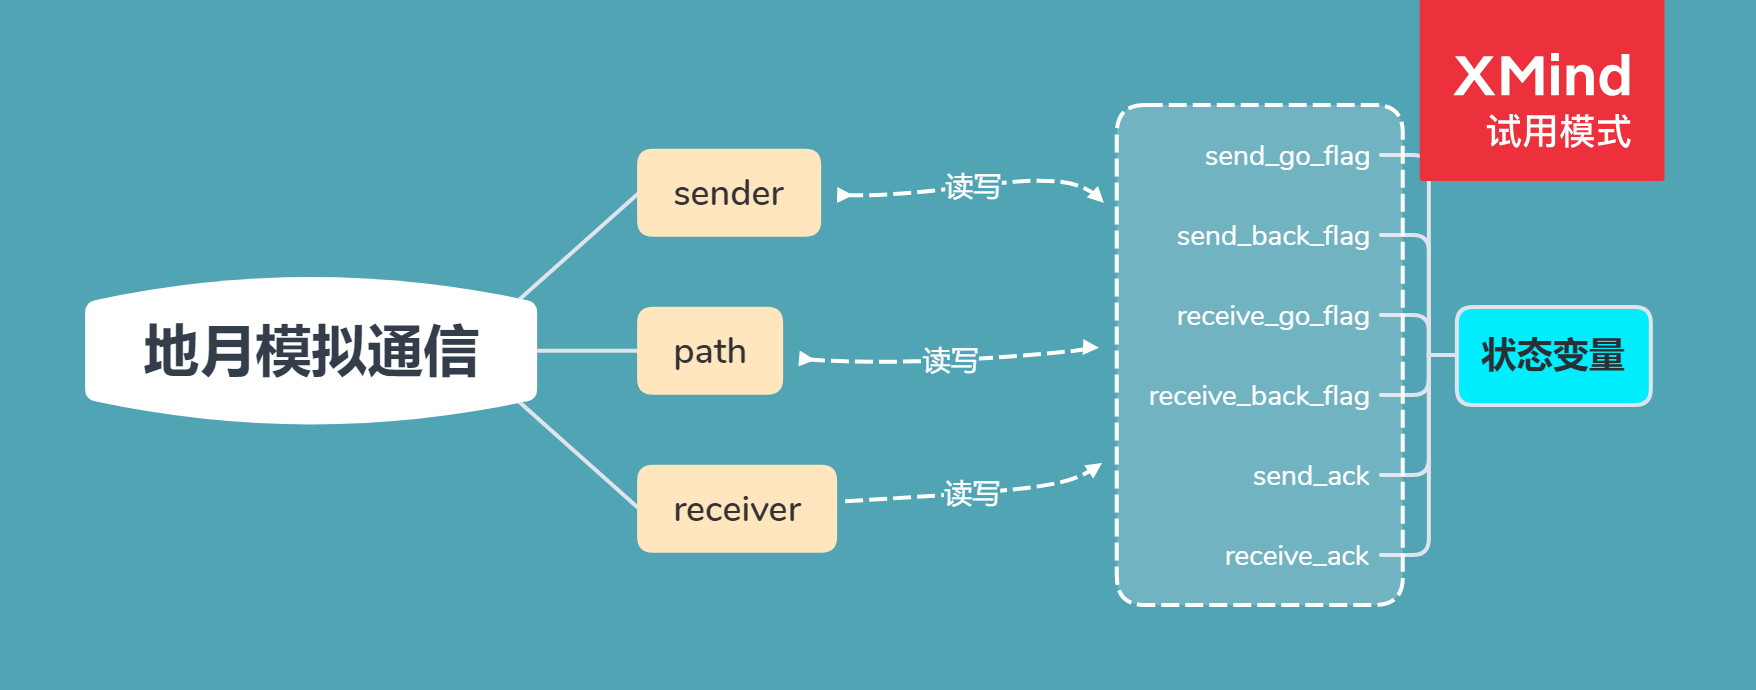 XMind
试用模式
地月模拟通信
sender
path
receiver
读写
读写
读写
send_go_flag
send_back_flag
receive_go_flag
receive_back_flag
send_ack
receive_ack
状态变量